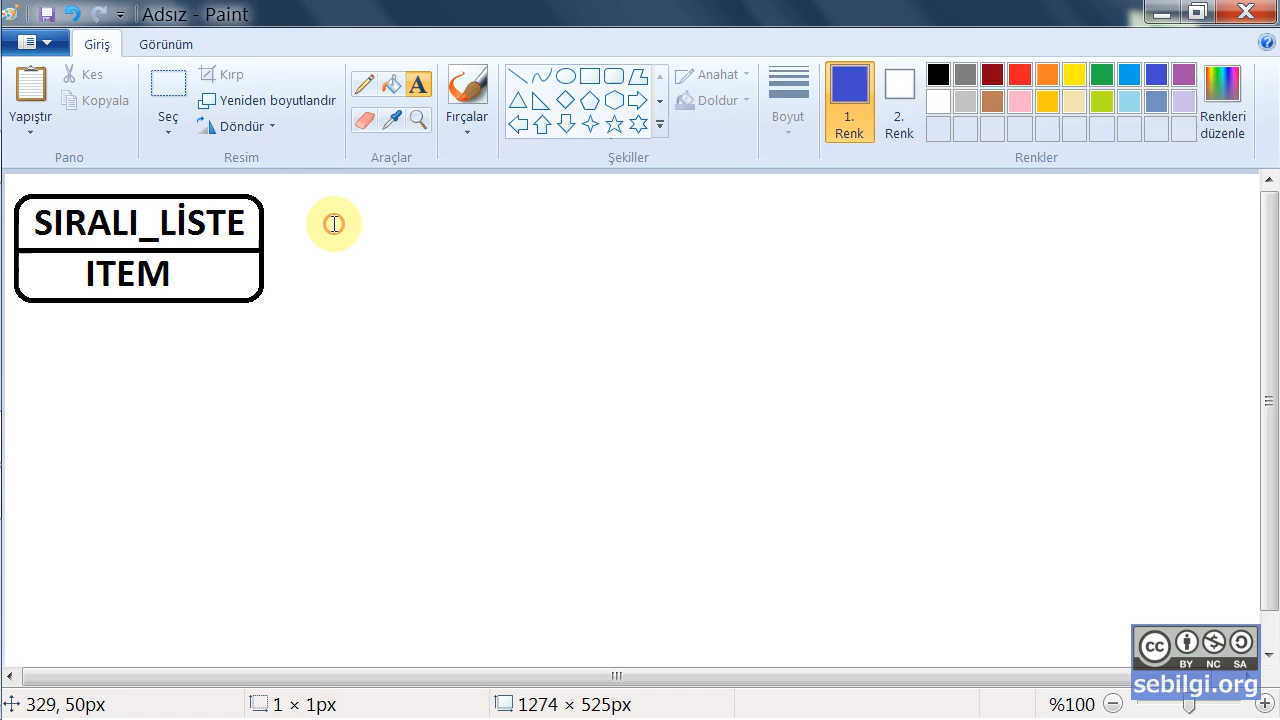 Adsız - Paint
Giriş
Görünüm
Yapıştır
Kes
Kopyala
Pano
Seç
Kırp
Yeniden boyutlandır
Döndür
Resim
A
Araçlar
Fırçalar
Anahat
Doldur
Şekiller
Boyut
1.
Renk
2.
Renk
Renkleri
düzenle
Renkler
SIRALI_LİSTE
ITEM
cc
BY NC SA
sebilgi.org
329, 50px
1 × 1px
1274 × 525px
%100